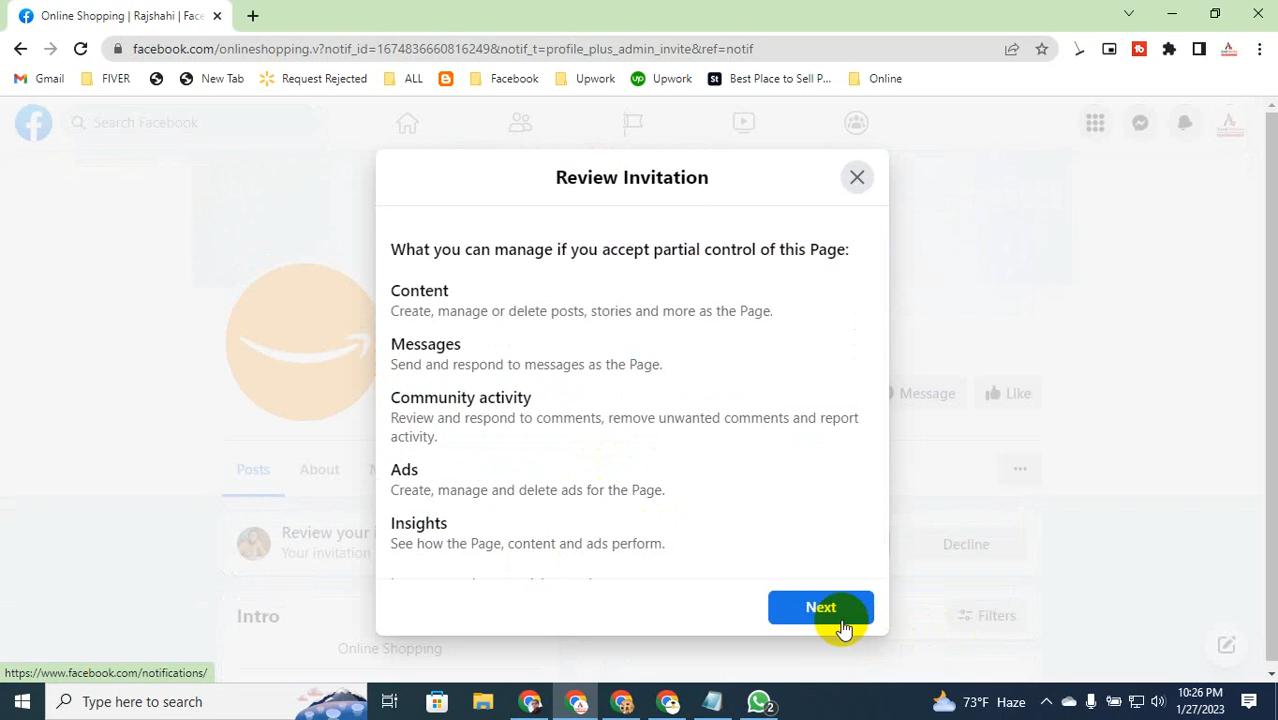 Online Shopping | Rajshahi | Face
facebook.com/onlineshopping.v?notif_id=1674836660816249&notif_t=profile_plus_admin_invite&ref=notif
Gmail FIVER New Tab Request Rejected ALL Facebook Upwork Upwork Best Place to Sell P... Online
Search Facebook
Review Invitation
What you can manage if you accept partial control of this Page:
Content
Create, manage or delete posts, stories and more as the Page.
Messages
Send and respond to messages as the Page.
Message Like
Community activity
Review and respond to comments, remove unwanted comments and report
activity.
Posts About M
Ads
Create, manage and delete ads for the Page.
Insights
See how the Page, content and ads perform.
Review your i
Your invitation
Decline
Next
Intro
Filters
Online Shopping
https://www.facebook.com/notifications/
Type here to search
2
73°F Haze
10:26 PM
1/27/2023